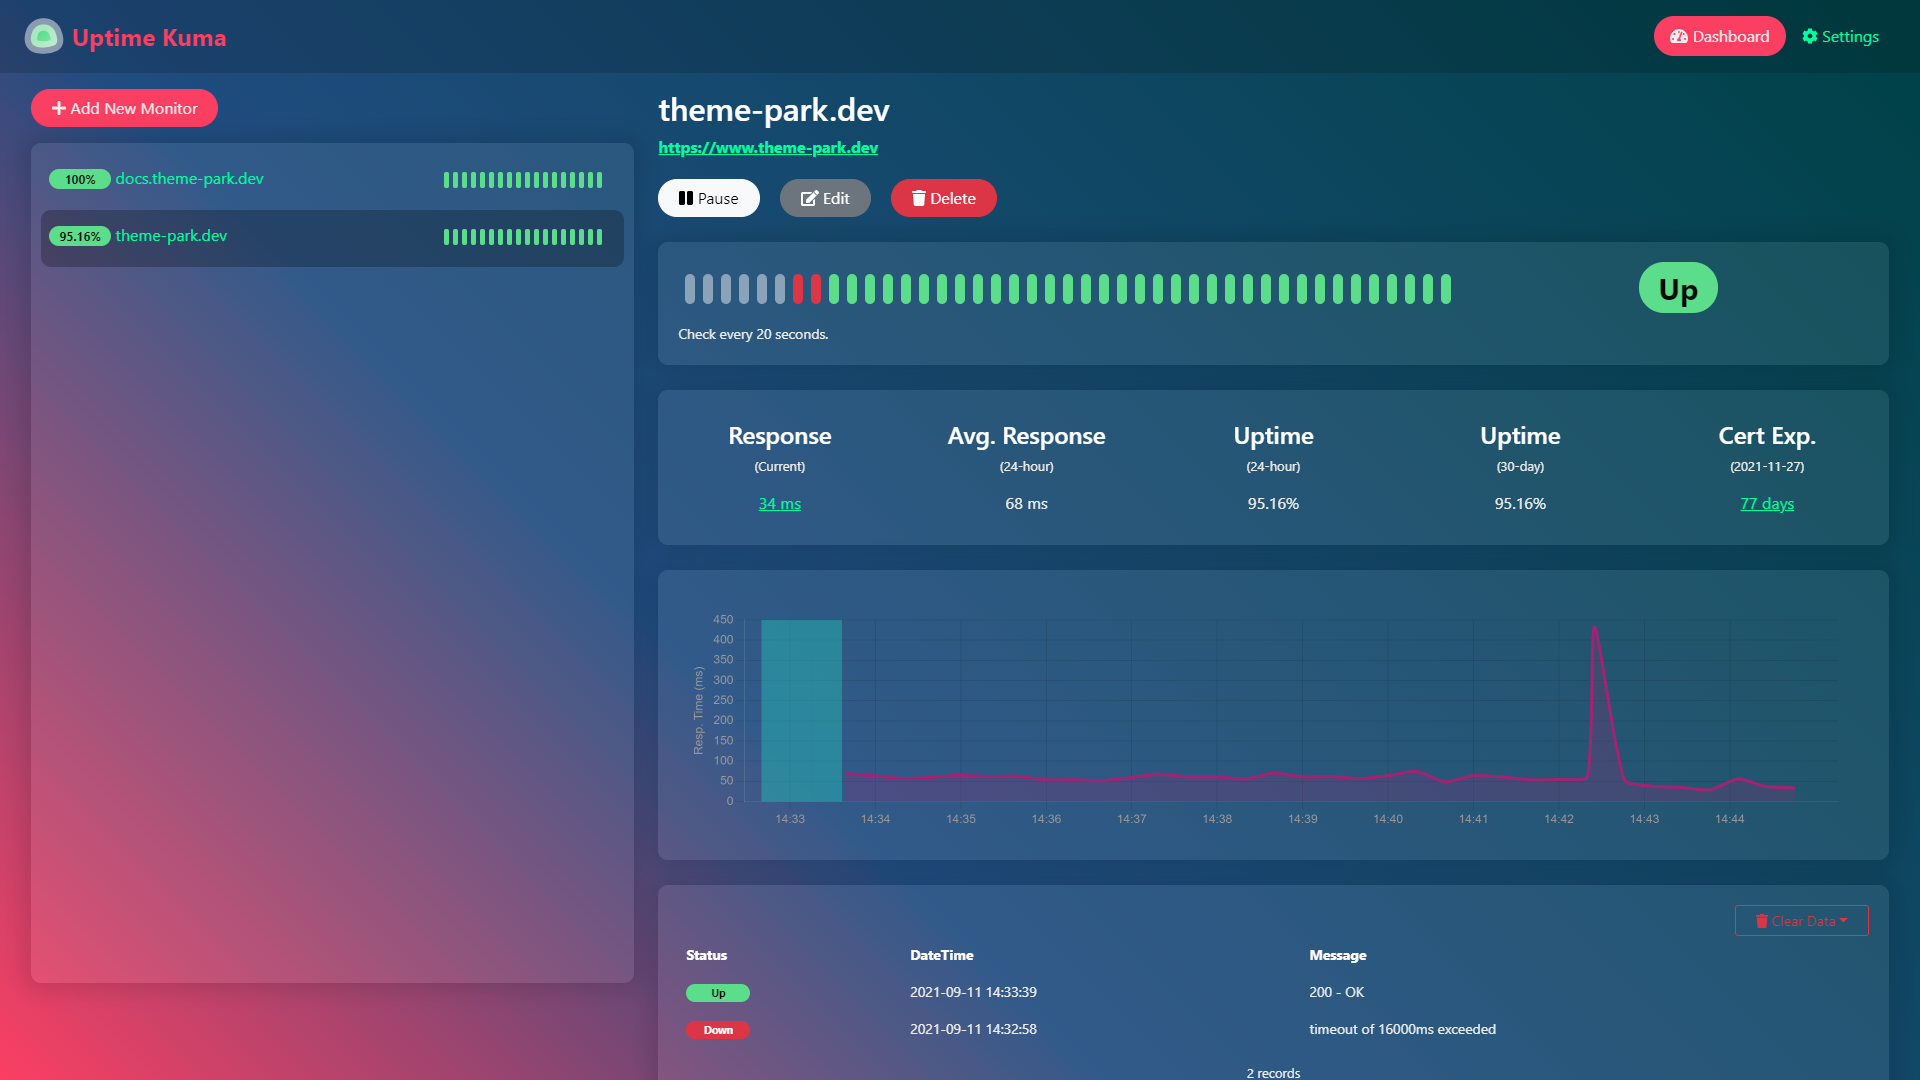 Uptime Kuma
Dashboard
Settings
Add New Monitor
100% docs.theme-park.dev
95.16% theme-park.dev
theme-park.dev
https://www.theme-park.dev
Pause
Edit
Delete
Up
Check every 20 seconds.
Response
(Current)
34 ms
Avg. Response
(24-hour)
68 ms
Uptime
(24-hour)
95.16%
Uptime
(30-day)
95.16%
Cert Exp.
(2021-11-27)
77 days
Resp. Time (ms)
450
400
350
300
250
200
150
100
50
0
14:33 14:34 14:35 14:36 14:37 14:38 14:39 14:40 14:41 14:42 14:43 14:44
Clear Data
Status DateTime Message
Up 2021-09-11 14:33:39 200 - OK
Down 2021-09-11 14:32:58 timeout of 16000ms exceeded
2 records